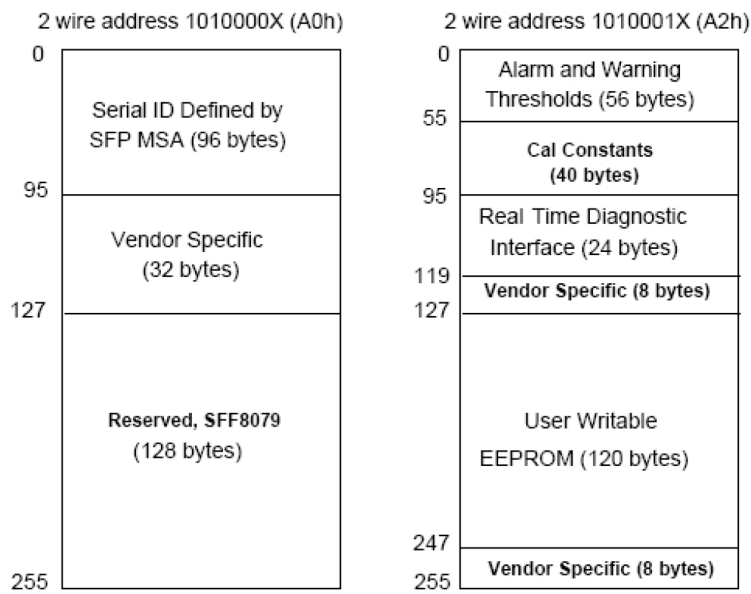 2 wire address 1010000X (A0h)
0
Serial ID Defined by
SFP MSA (96 bytes)
95
Vendor Specific
(32 bytes)
127
Reserved, SFF8079
(128 bytes)
255
2 wire address 1010001X (A2h)
0
Alarm and Warning
Thresholds (56 bytes)
55
Cal Constants
(40 bytes)
95
Real Time Diagnostic
Interface (24 bytes)
119
Vendor Specific (8 bytes)
127
User Writable
EEPROM (120 bytes)
247
Vendor Specific (8 bytes)
255